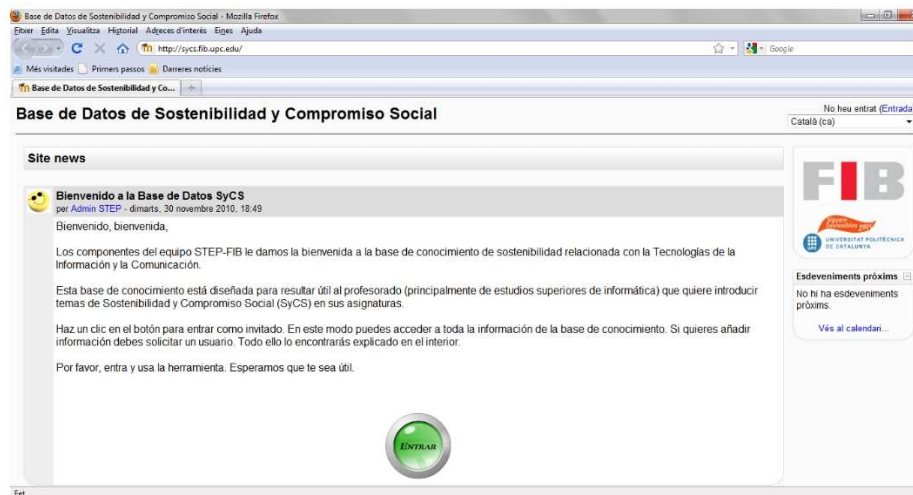 Base de Datos de Sostenibilidad y Compromiso Social - Mozilla Firefox
Fitxer Edita Visualitza Historial Adreces d'interès Eines Ajuda
http://sycs.fib.upc.edu/
Google
Més visitades Primers passos Darreres notícies
Base de Datos de Sostenibilidad y Co...
Base de Datos de Sostenibilidad y Compromiso Social
No heu entrat (Entrada
Català (ca)
Site news
Bienvenido a la Base de Datos SyCS
per Admin STEP - dimarts, 30 novembre 2010, 18:49
Bienvenido, bienvenida,
Los componentes del equipo STEP-FIB le damos la bienvenida a la base de conocimiento de sostenibilidad relacionada con la Tecnologías de la
Información y la Comunicación.
Esta base de conocimiento está diseñada para resultar útil al profesorado (principalmente de estudios superiores de informática) que quiere introducir
temas de Sostenibilidad y Compromiso Social (SyCS) en sus asignaturas.
Haz un clic en el botón para entrar como invitado. En este modo puedes acceder a toda la información de la base de conocimiento. Si quieres añadir
información debes solicitar un usuario. Todo ello lo encontrarás explicado en el interior.
Por favor, entra y usa la herramienta. Esperamos que te sea útil.
ENTRAR
FIB
UNIVERSITAT POLITÈCNICA
DE CATALUNYA
Esdeveniments pròxims
No hi ha esdeveniments
pròxims.
Vés al calendari...
Fet